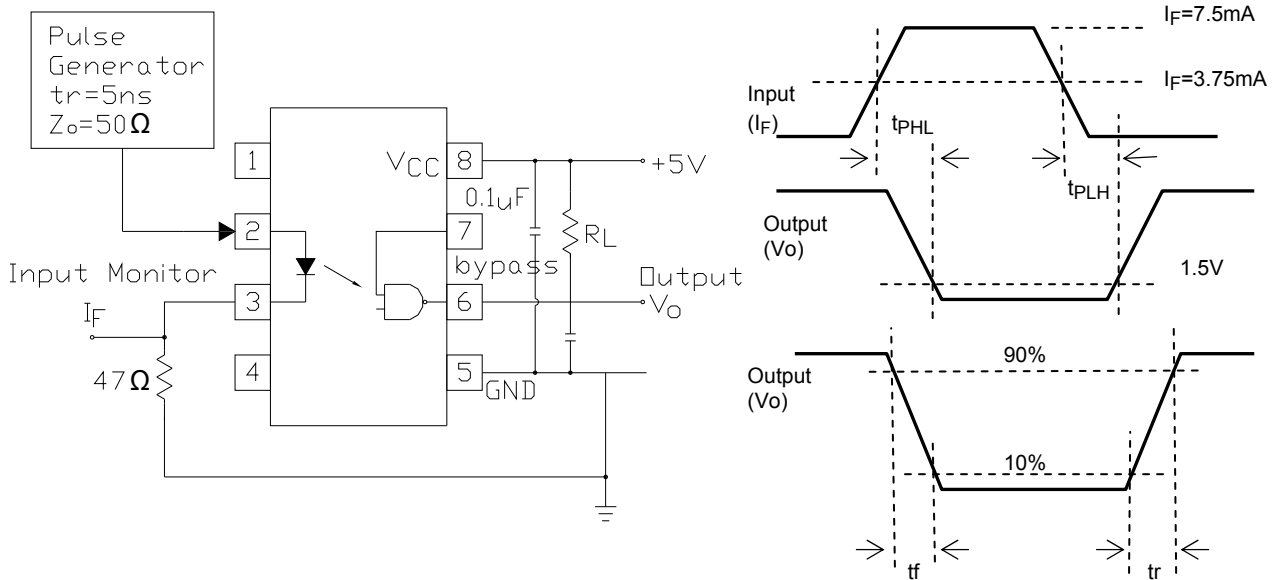 Pulse
Generator
tr=5ns
Zo=50Ω
1
2
3
4
VCC
8
7
6
5
+5V
0.1uF
RL
bypass
Output
VO
GND
Input Monitor
IF
47Ω
IF=7.5mA
IF=3.75mA
Input
(IF)
tPHL
tPLH
Output
(Vo)
1.5V
Output
(Vo)
90%
10%
tf
tr